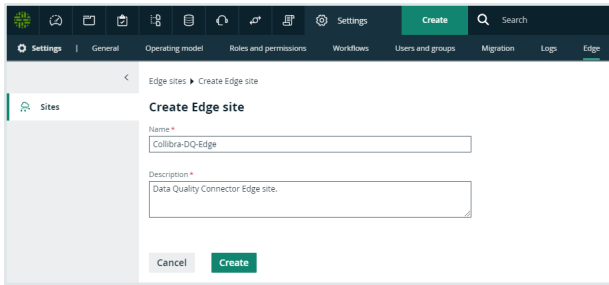 Settings
Create
Search
Settings | General Operating model Roles and permissions Workflows Users and groups Migration Logs Edge
Edge sites ▶ Create Edge site
Sites
Create Edge site
Name *
Collibra-DQ-Edge
Description *
Data Quality Connector Edge site.
Cancel
Create